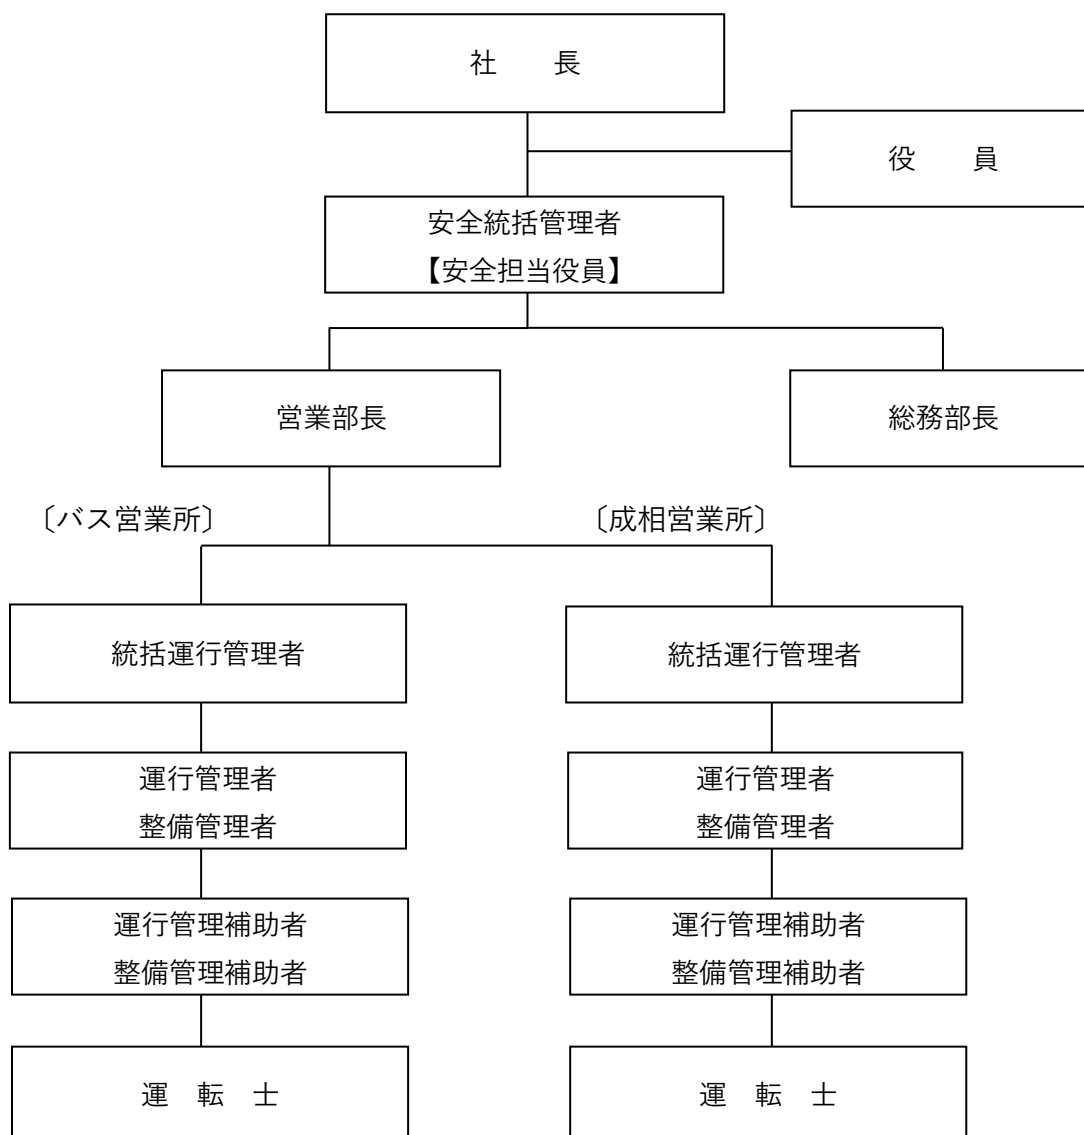 社　　長
役　　員
安全統括管理者
【安全担当役員】
営業部長
総務部長
〔バス営業所〕
〔成相営業所〕
統括運行管理者
統括運行管理者
運行管理者
整備管理者
運行管理者
整備管理者
運行管理補助者
整備管理補助者
運行管理補助者
整備管理補助者
運　転　士
運　転　士